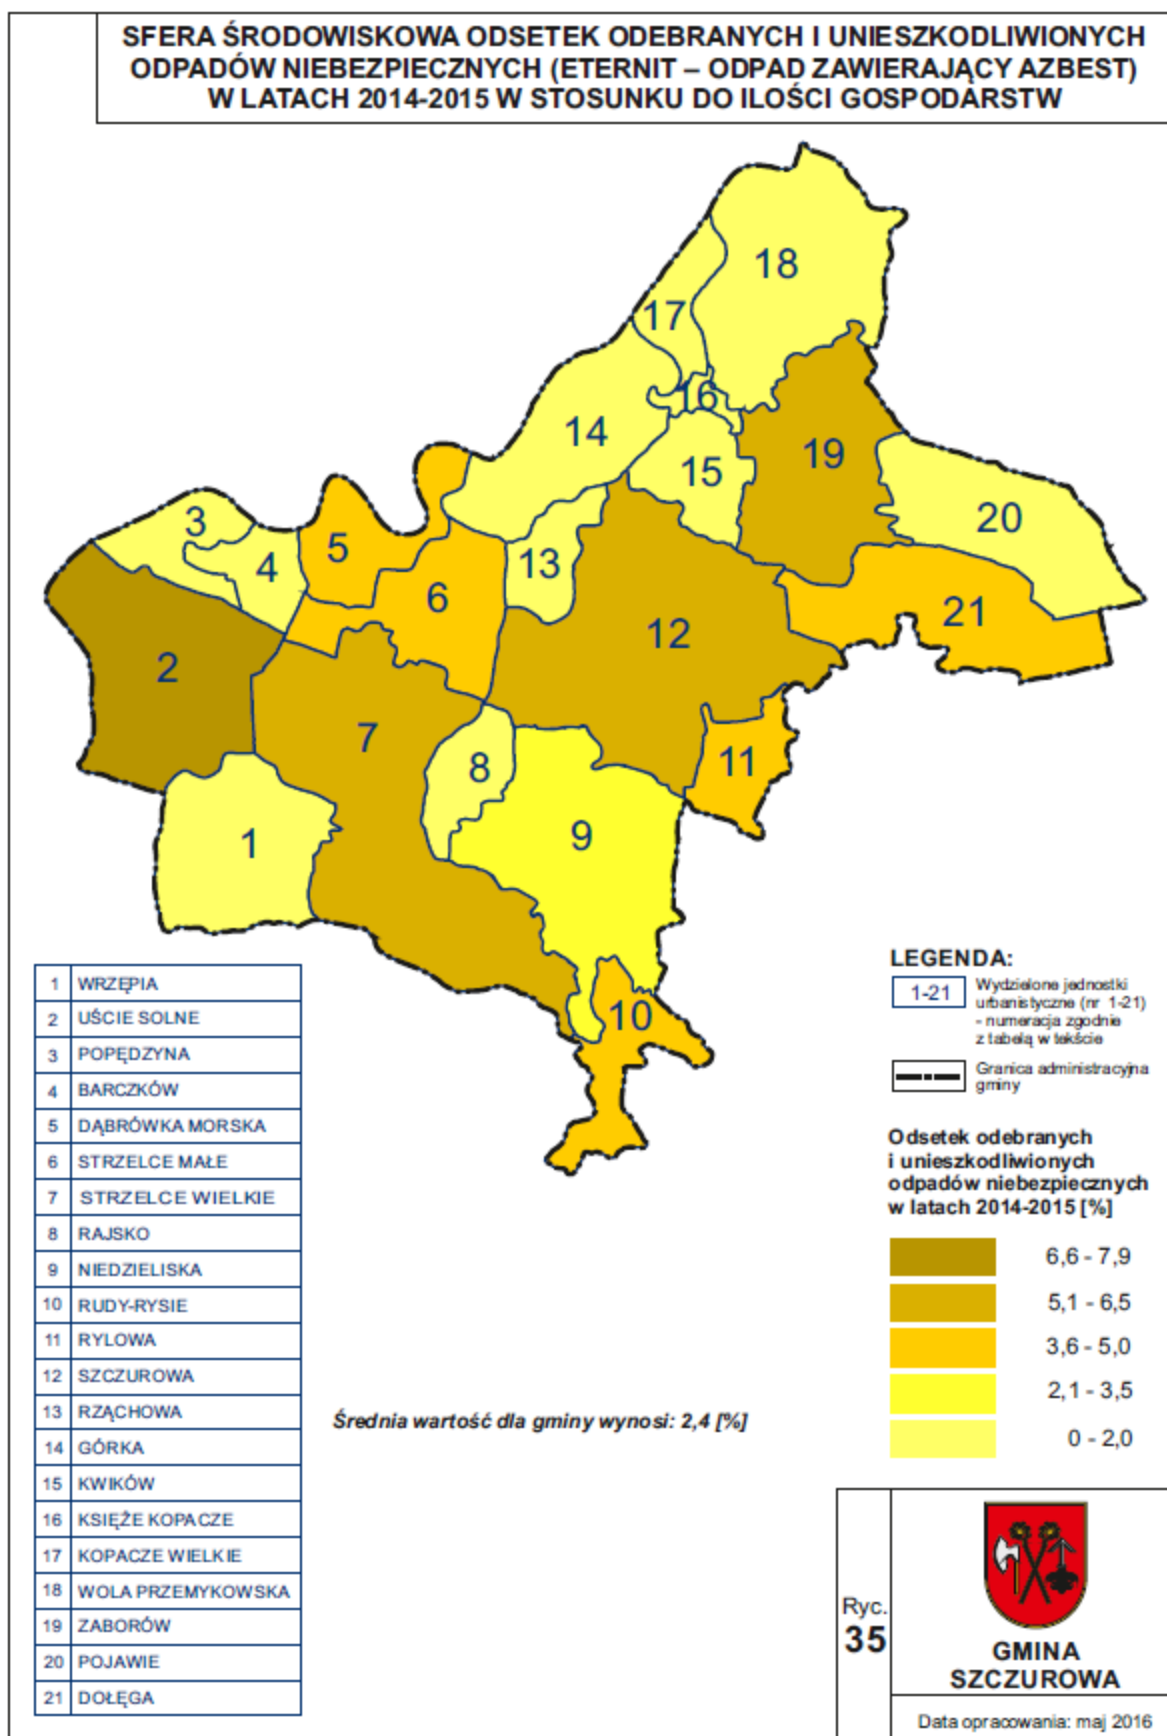 SFERA ŚRODOWISKOWA ODSETEK ODEBRANYCH I UNIESZKODLIWIONYCH
ODPADÓW NIEBEZPIECZNYCH (ETERNIT – ODPAD ZAWIERAJĄCY AZBEST)
W LATACH 2014-2015 W STOSUNKU DO ILOŚCI GOSPODARSTW
18
17
16
14
19
15
20
3
5
4
13
6
21
12
2
7
11
8
9
1
10
1 WRZĘPIA
2 UŚCIE SOLNE
3 POPĘDZYNA
4 BARCZKÓW
5 DĄBRÓWKA MORSKA
6 STRZELCE MAŁE
7 STRZELCE WIELKIE
8 RAJSKO
9 NIEDZIELISKA
10 RUDY-RYSIE
11 RYLOWA
12 SZCZUROWA
13 RZĄCHOWA
14 GÓRKA
15 KWIKÓW
16 KSIĘŻE KOPACZE
17 KOPACZE WIELKIE
18 WOLA PRZEMYKOWSKA
19 ZABORÓW
20 POJAWIE
21 DOŁĘGA
Średnia wartość dla gminy wynosi: 2,4 [%]
LEGENDA:
1-21 Wydzielone jednostki
urbanistyczne (nr 1-21)
- numeracja zgodnie
z tabelą w tekście
Granica administracyjna
gminy
Odsetek odebranych
i unieszkodliwionych
odpadów niebezpiecznych
w latach 2014-2015 [%]
6,6 - 7,9
5,1 - 6,5
3,6 - 5,0
2,1 - 3,5
0 - 2,0
Ryc.
35
GMINA
SZCZUROWA
Data opracowania: maj 2016